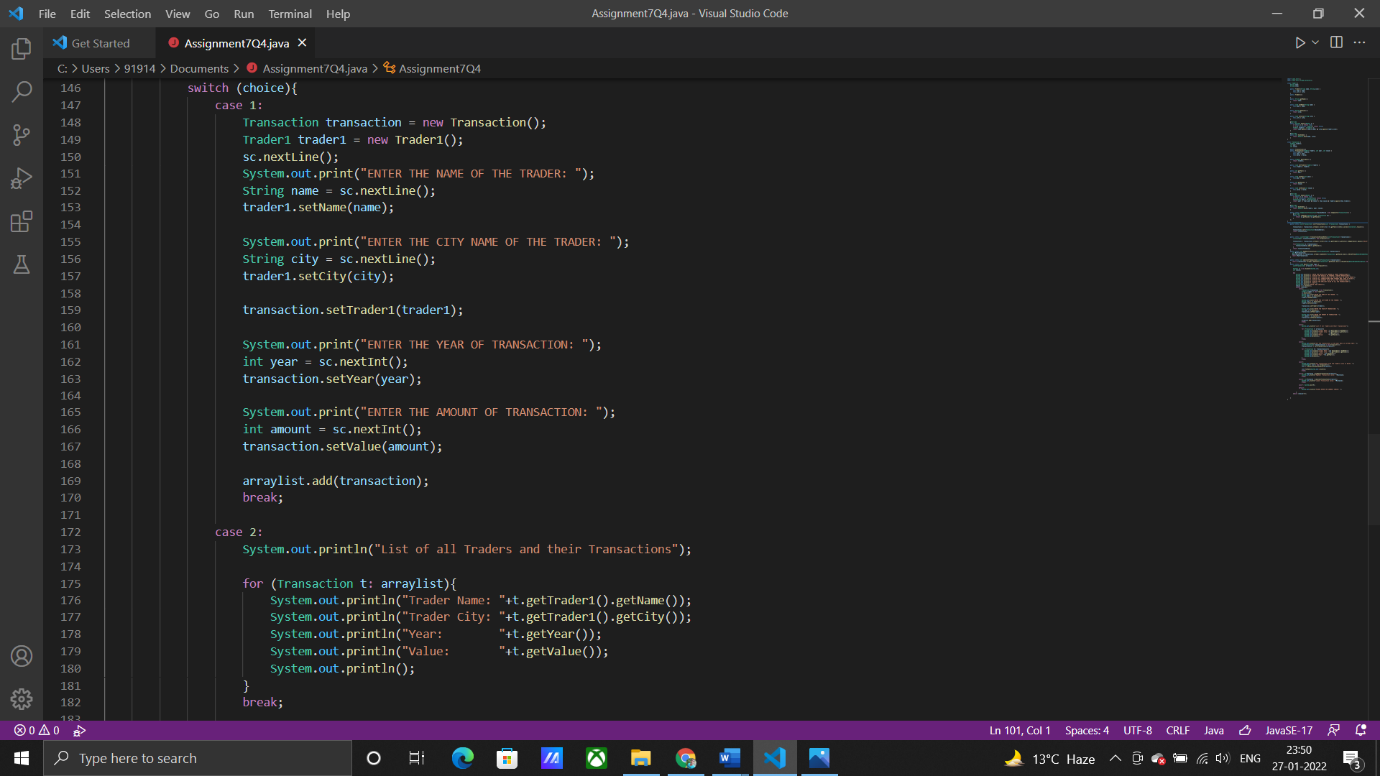 File Edit Selection View Go Run Terminal Help Assignment7Q4.java - Visual Studio Code
Get Started Assignment7Q4.java
C: > Users > 91914 > Documents > Assignment7Q4.java > Assignment7Q4
146 switch (choice){
147 case 1:
148 Transaction transaction = new Transaction();
149 Trader1 trader1 = new Trader1();
150 sc.nextLine();
151 System.out.print("ENTER THE NAME OF THE TRADER: ");
152 String name = sc.nextLine();
153 trader1.setName(name);
154
155 System.out.print("ENTER THE CITY NAME OF THE TRADER: ");
156 String city = sc.nextLine();
157 trader1.setCity(city);
158
159 transaction.setTrader1(trader1);
160
161 System.out.print("ENTER THE YEAR OF TRANSACTION: ");
162 int year = sc.nextInt();
163 transaction.setYear(year);
164
165 System.out.print("ENTER THE AMOUNT OF TRANSACTION: ");
166 int amount = sc.nextInt();
167 transaction.setValue(amount);
168
169 arraylist.add(transaction);
170 break;
171
172 case 2:
173 System.out.println("List of all Traders and their Transactions");
174
175 for (Transaction t: arraylist){
176 System.out.println("Trader Name: "+t.getTrader1().getName());
177 System.out.println("Trader City: "+t.getTrader1().getCity());
178 System.out.println("Year:        "+t.getYear());
179 System.out.println("Value:       "+t.getValue());
180 System.out.println();
181 }
182 break;
183
0 0 Ln 101, Col 1 Spaces: 4 UTF-8 CRLF Java JavaSE-17
Type here to search 13°C Haze ENG 23:50
27-01-2022 3